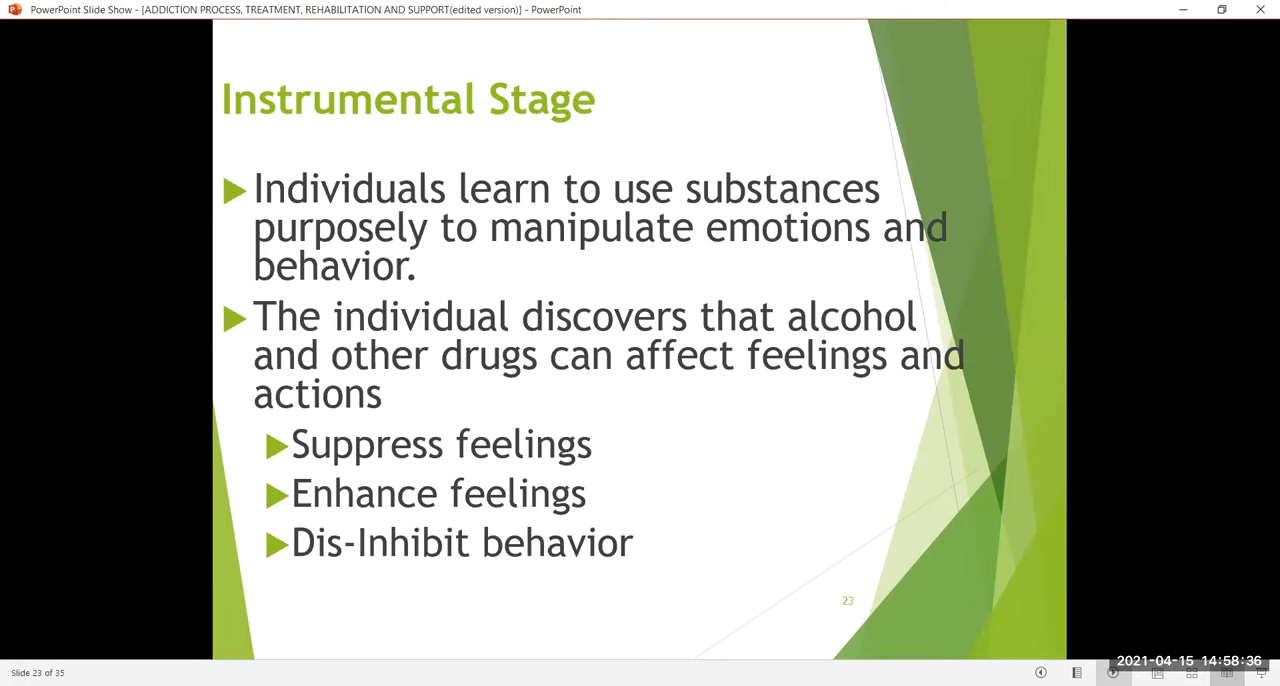 PowerPoint Slide Show - [ADDICTION PROCESS, TREATMENT, REHABILITATION AND SUPPORT(edited version)] - PowerPoint
Instrumental Stage
Individuals learn to use substances
purposely to manipulate emotions and
behavior.
The individual discovers that alcohol
and other drugs can affect feelings and
actions
Suppress feelings
Enhance feelings
Dis-Inhibit behavior
23
2021-04-15 14:58:36
Slide 23 of 35